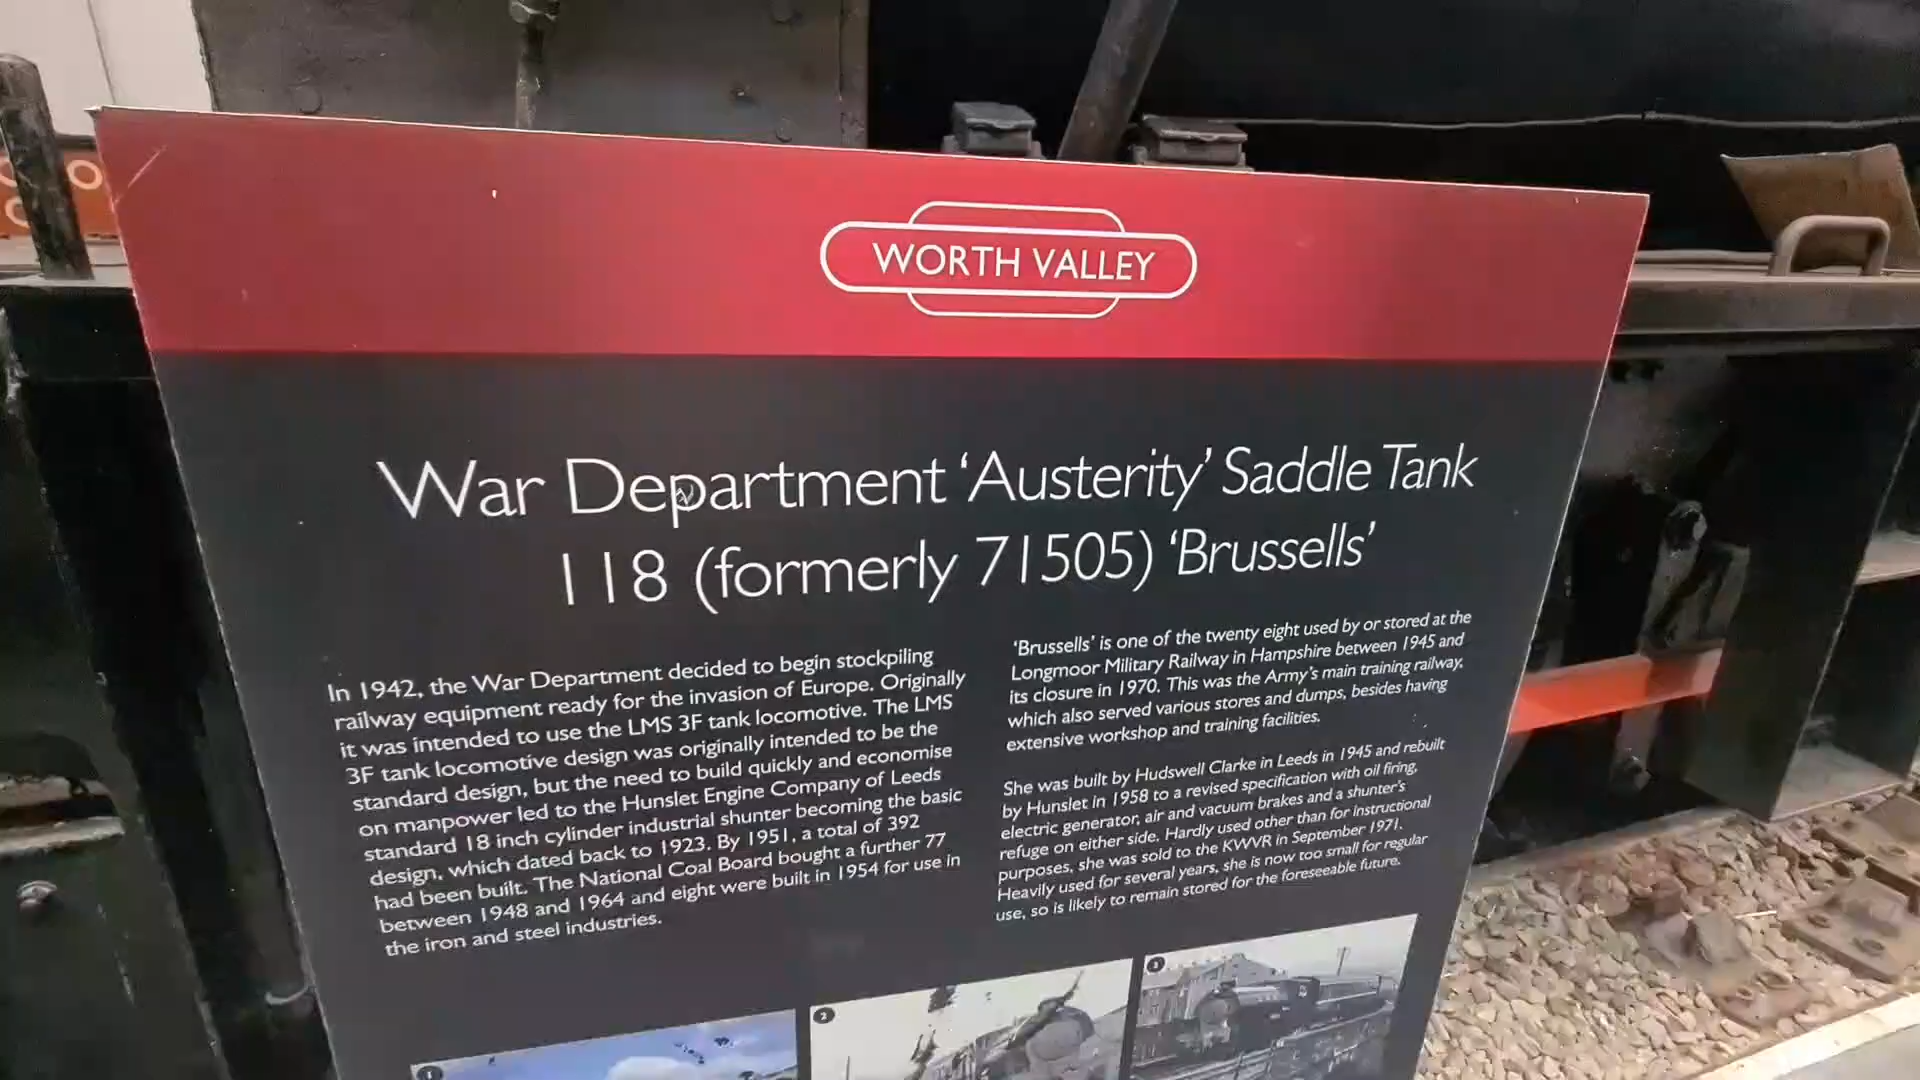 WORTH VALLEY
War Department ‘Austerity’ Saddle Tank
118 (formerly 71505) ‘Brussells’
In 1942, the War Department decided to begin stockpiling
railway equipment ready for the invasion of Europe. Originally
it was intended to use the LMS 3F tank locomotive. The LMS
3F tank locomotive design was originally intended to be the
standard design, but the need to build quickly and economise
on manpower led to the Hunslet Engine Company of Leeds
standard 18 inch cylinder industrial shunter becoming the basic
design, which dated back to 1923. By 1951, a total of 392
had been built. The National Coal Board bought a further 77
between 1948 and 1964 and eight were built in 1954 for use in
the iron and steel industries.
‘Brussells’ is one of the twenty eight used by or stored at the
Longmoor Military Railway in Hampshire between 1945 and
its closure in 1970. This was the Army’s main training railway,
which also served various stores and dumps, besides having
extensive workshop and training facilities.
She was built by Hudswell Clarke in Leeds in 1945 and rebuilt
by Hunslet in 1958 to a revised specification with oil firing,
electric generator, air and vacuum brakes and a shunter’s
refuge on either side. Hardly used other than for instructional
purposes, she was sold to the KWVR in September 1971.
Heavily used for several years, she is now too small for regular
use, so is likely to remain stored for the foreseeable future.
1
2
3